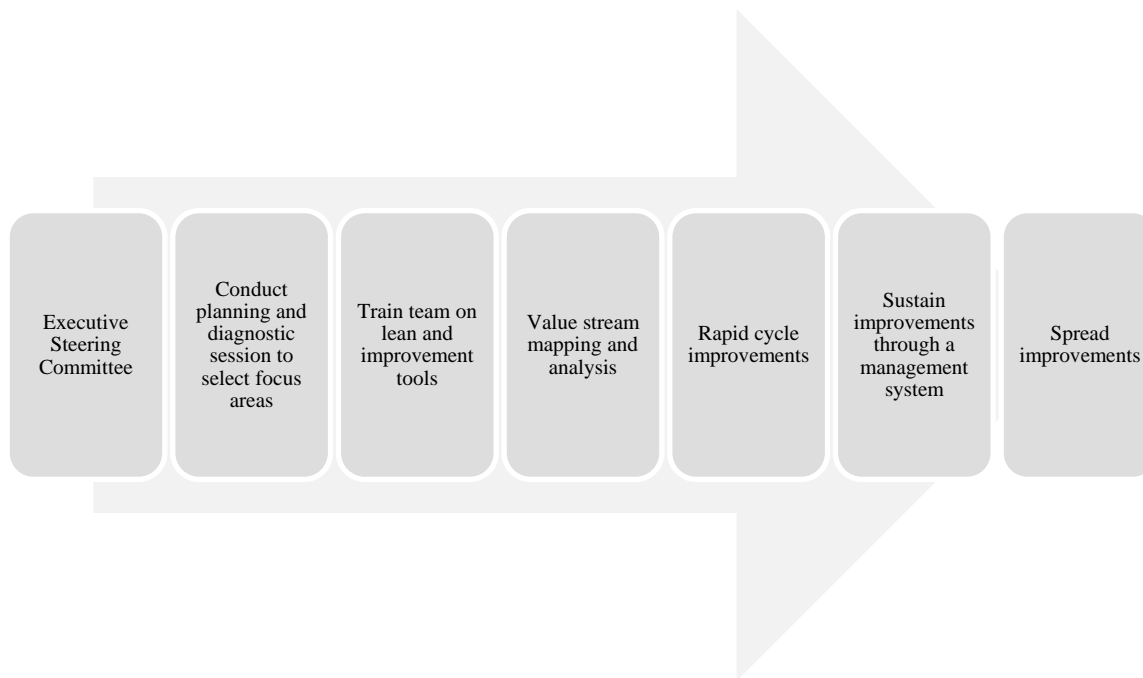 Executive
Steering
Committee
Conduct
planning and
diagnostic
session to
select focus
areas
Train team on
lean and
improvement
tools
Value stream
mapping and
analysis
Rapid cycle
improvements
Sustain
improvements
through a
management
system
Spread
improvements